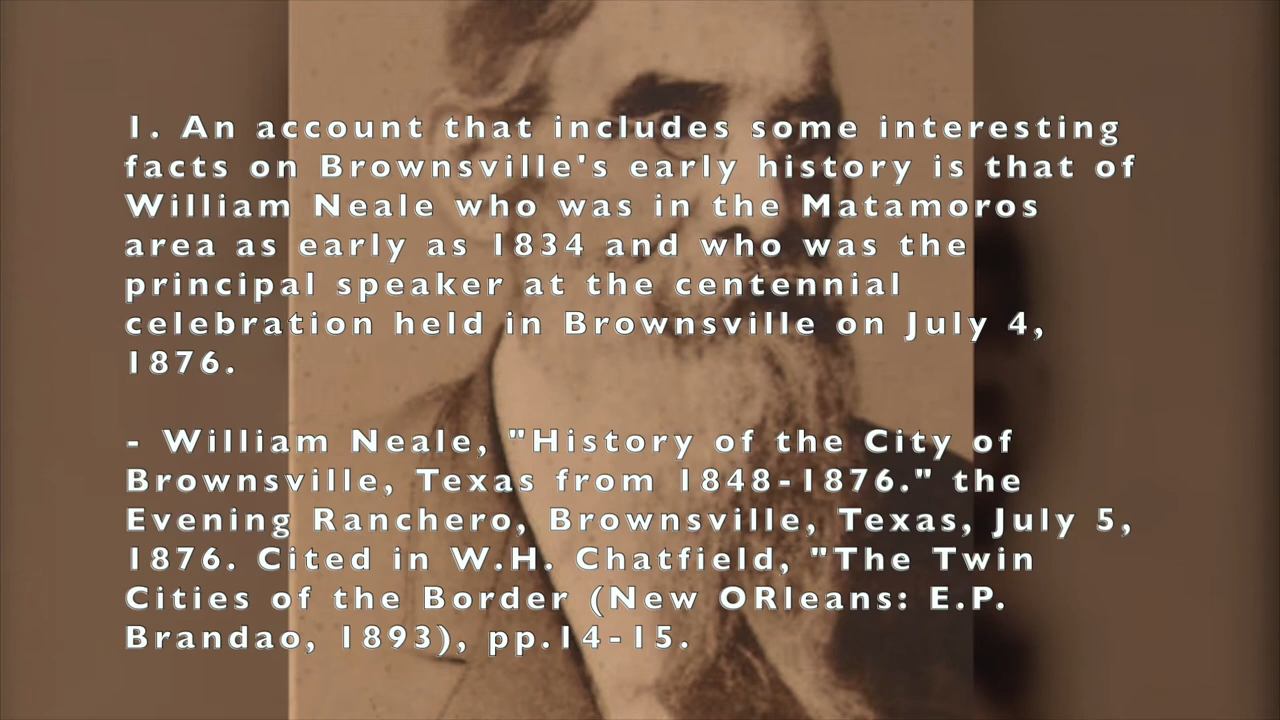 1. An account that includes some interesting
facts on Brownsville's early history is that of
William Neale who was in the Matamoros
area as early as 1834 and who was the
principal speaker at the centennial
celebration held in Brownsville on July 4,
1876.
- William Neale, "History of the City of
Brownsville, Texas from 1848-1876." the
Evening Ranchero, Brownsville, Texas, July 5,
1876. Cited in W.H. Chatfield, "The Twin
Cities of the Border (New ORleans: E.P.
Brandao, 1893), pp.14-15.